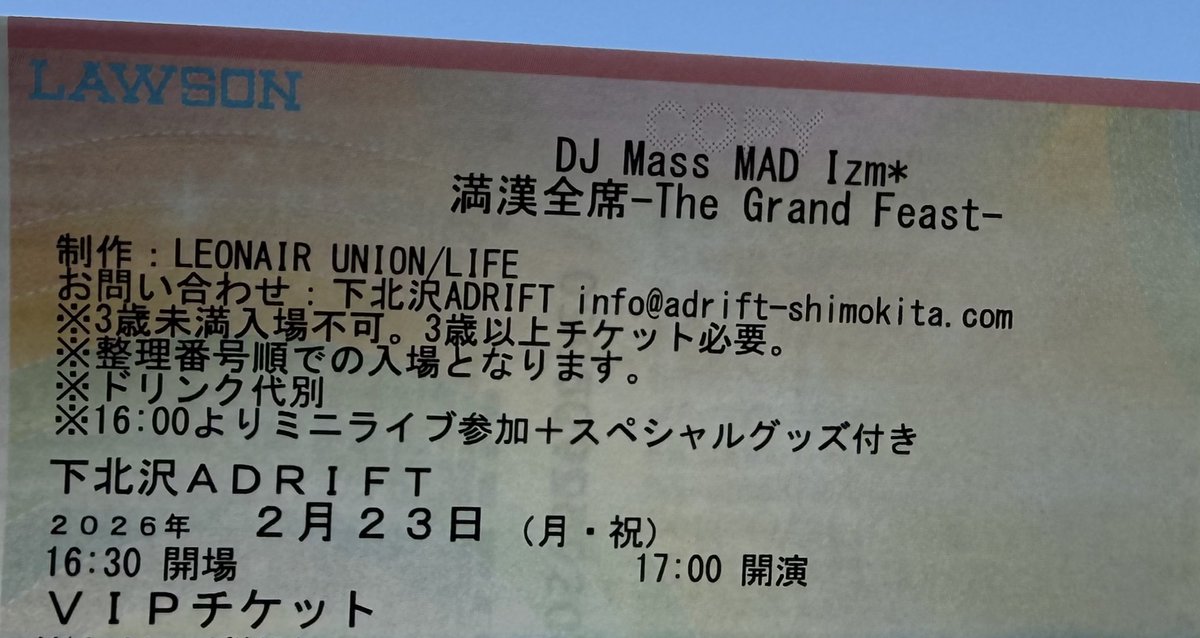 LAWSON
COPY
DJ Mass MAD Izm*
満漢全席-The Grand Feast-
制作：LEONAIR UNION/LIFE
お問い合わせ：下北沢ADRIFT info@adrift-shimokita.com
※3歳未満入場不可。3歳以上チケット必要。
※整理番号順での入場となります。
※ドリンク代別
※16:00よりミニライブ参加＋スペシャルグッズ付き
下北沢ＡＤＲＩＦＴ
２０２６年 ２月２３日（月・祝）
16:30 開場 17:00 開演
ＶＩＰチケット